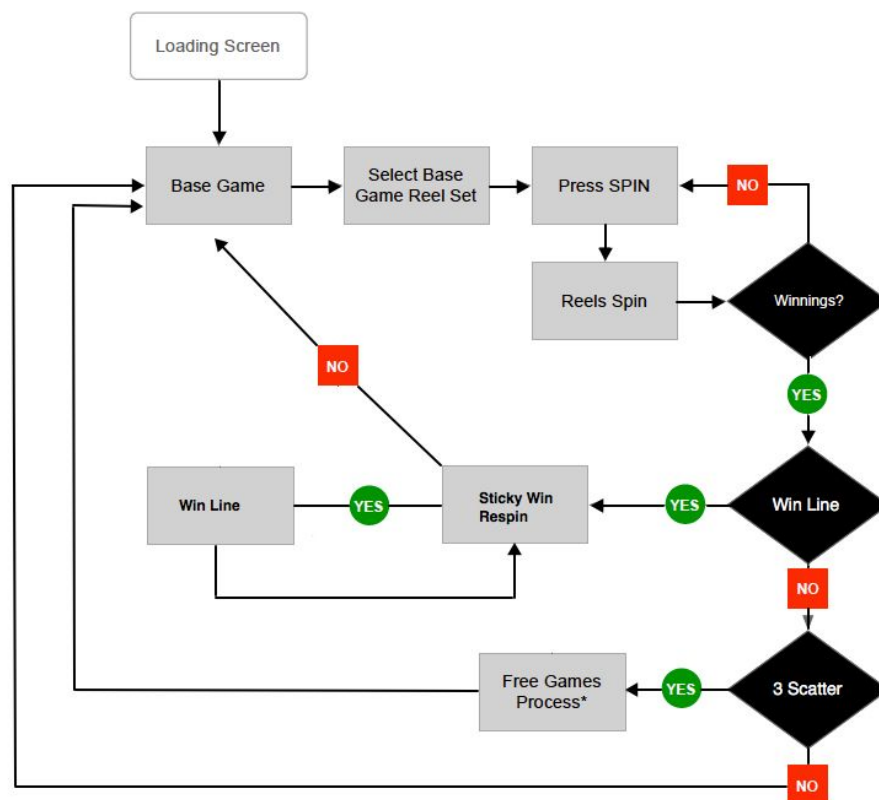 Loading Screen
Base Game
Select Base
Game Reel Set
Press SPIN
NO
Reels Spin
Winnings?
NO
YES
Win Line
YES
Sticky Win
Respin
YES
Win Line
NO
Free Games
Process*
YES
3 Scatter
NO